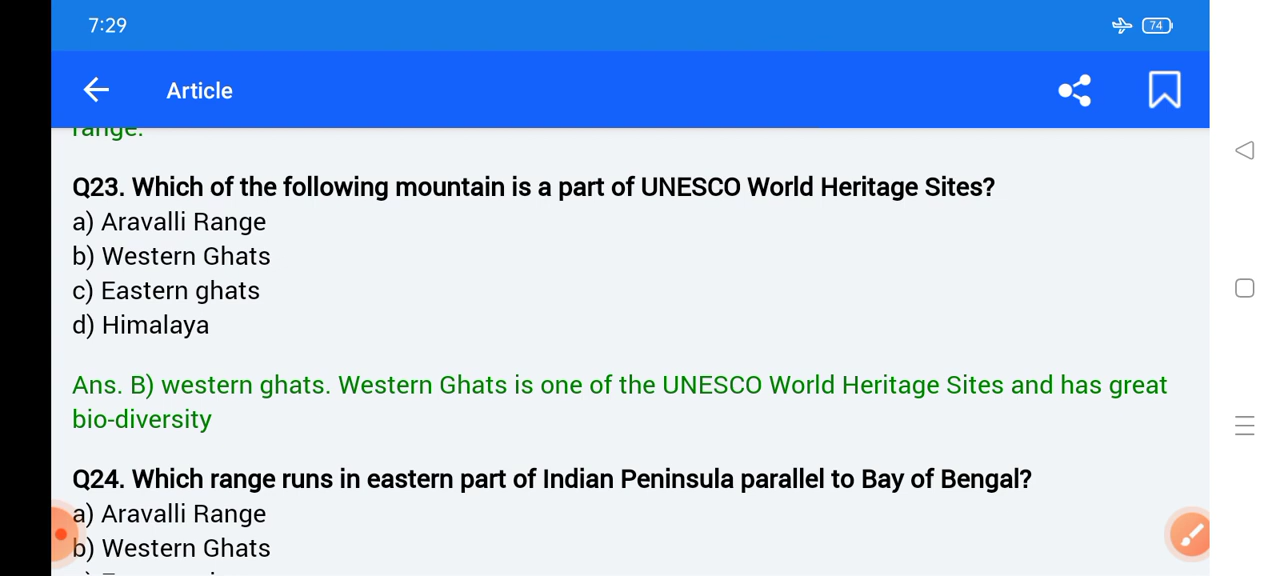 7:29
74
Article
range.
Q23. Which of the following mountain is a part of UNESCO World Heritage Sites?
a) Aravalli Range
b) Western Ghats
c) Eastern ghats
d) Himalaya
Ans. B) western ghats. Western Ghats is one of the UNESCO World Heritage Sites and has great
bio-diversity
Q24. Which range runs in eastern part of Indian Peninsula parallel to Bay of Bengal?
a) Aravalli Range
b) Western Ghats